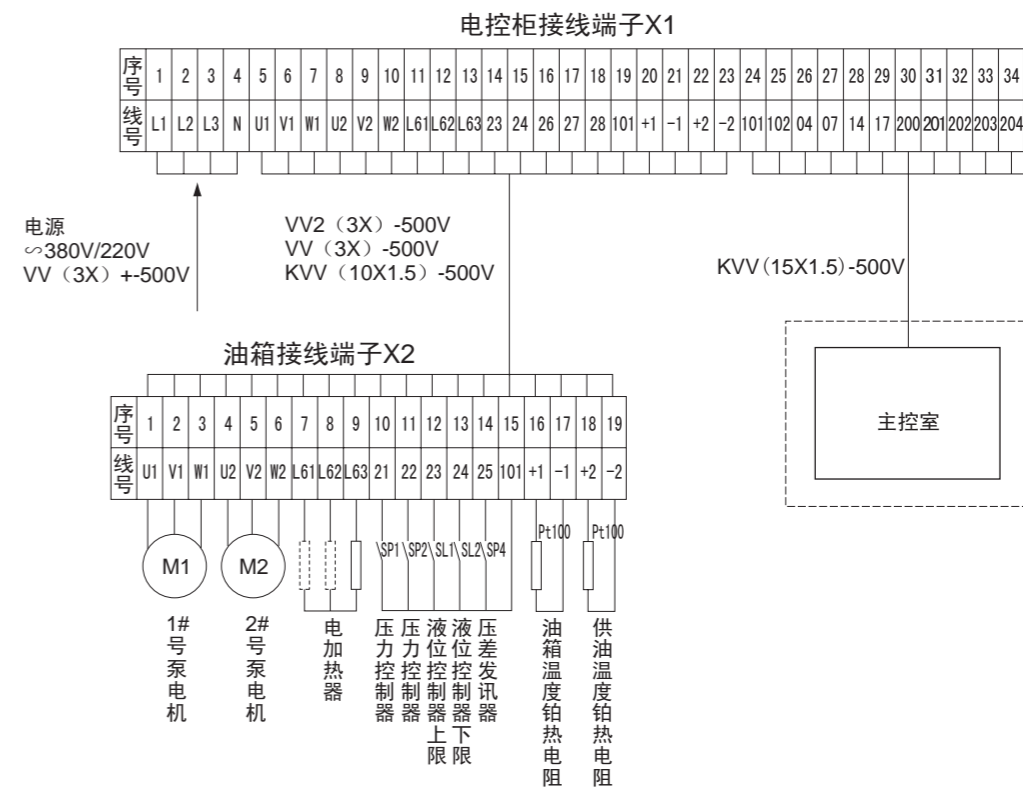 电控柜接线端子X1
序号 1 2 3 4 5 6 7 8 9 10 11 12 13 14 15 16 17 18 19 20 21 22 23 24 25 26 27 28 29 30 31 32 33 34
线号 L1 L2 L3 N U1 V1 W1 U2 V2 W2 L61 L62 L63 23 24 26 27 28 101 +1 -1 +2 -2 101 102 04 07 14 17 200 201 202 203 204
电源
∽380V/220V
VV（3X）+-500V
VV2（3X）-500V
VV（3X）-500V
KVV（10X1.5）-500V
KVV(15X1.5)-500V
主控室
油箱接线端子X2
序号 1 2 3 4 5 6 7 8 9 10 11 12 13 14 15 16 17 18 19
线号 U1 V1 W1 U2 V2 W2 L61 L62 L63 21 22 23 24 25 101 +1 -1 +2 -2
M1 M2 SP1 SP2 SL1 SL2 SP4 Pt100 Pt100
1#号泵电机
2#号泵电机
电加热器
压力控制器
压力控制器
液位控制器上限
液位控制器下限
压差发讯器
油箱温度铂热电阻
供油温度铂热电阻